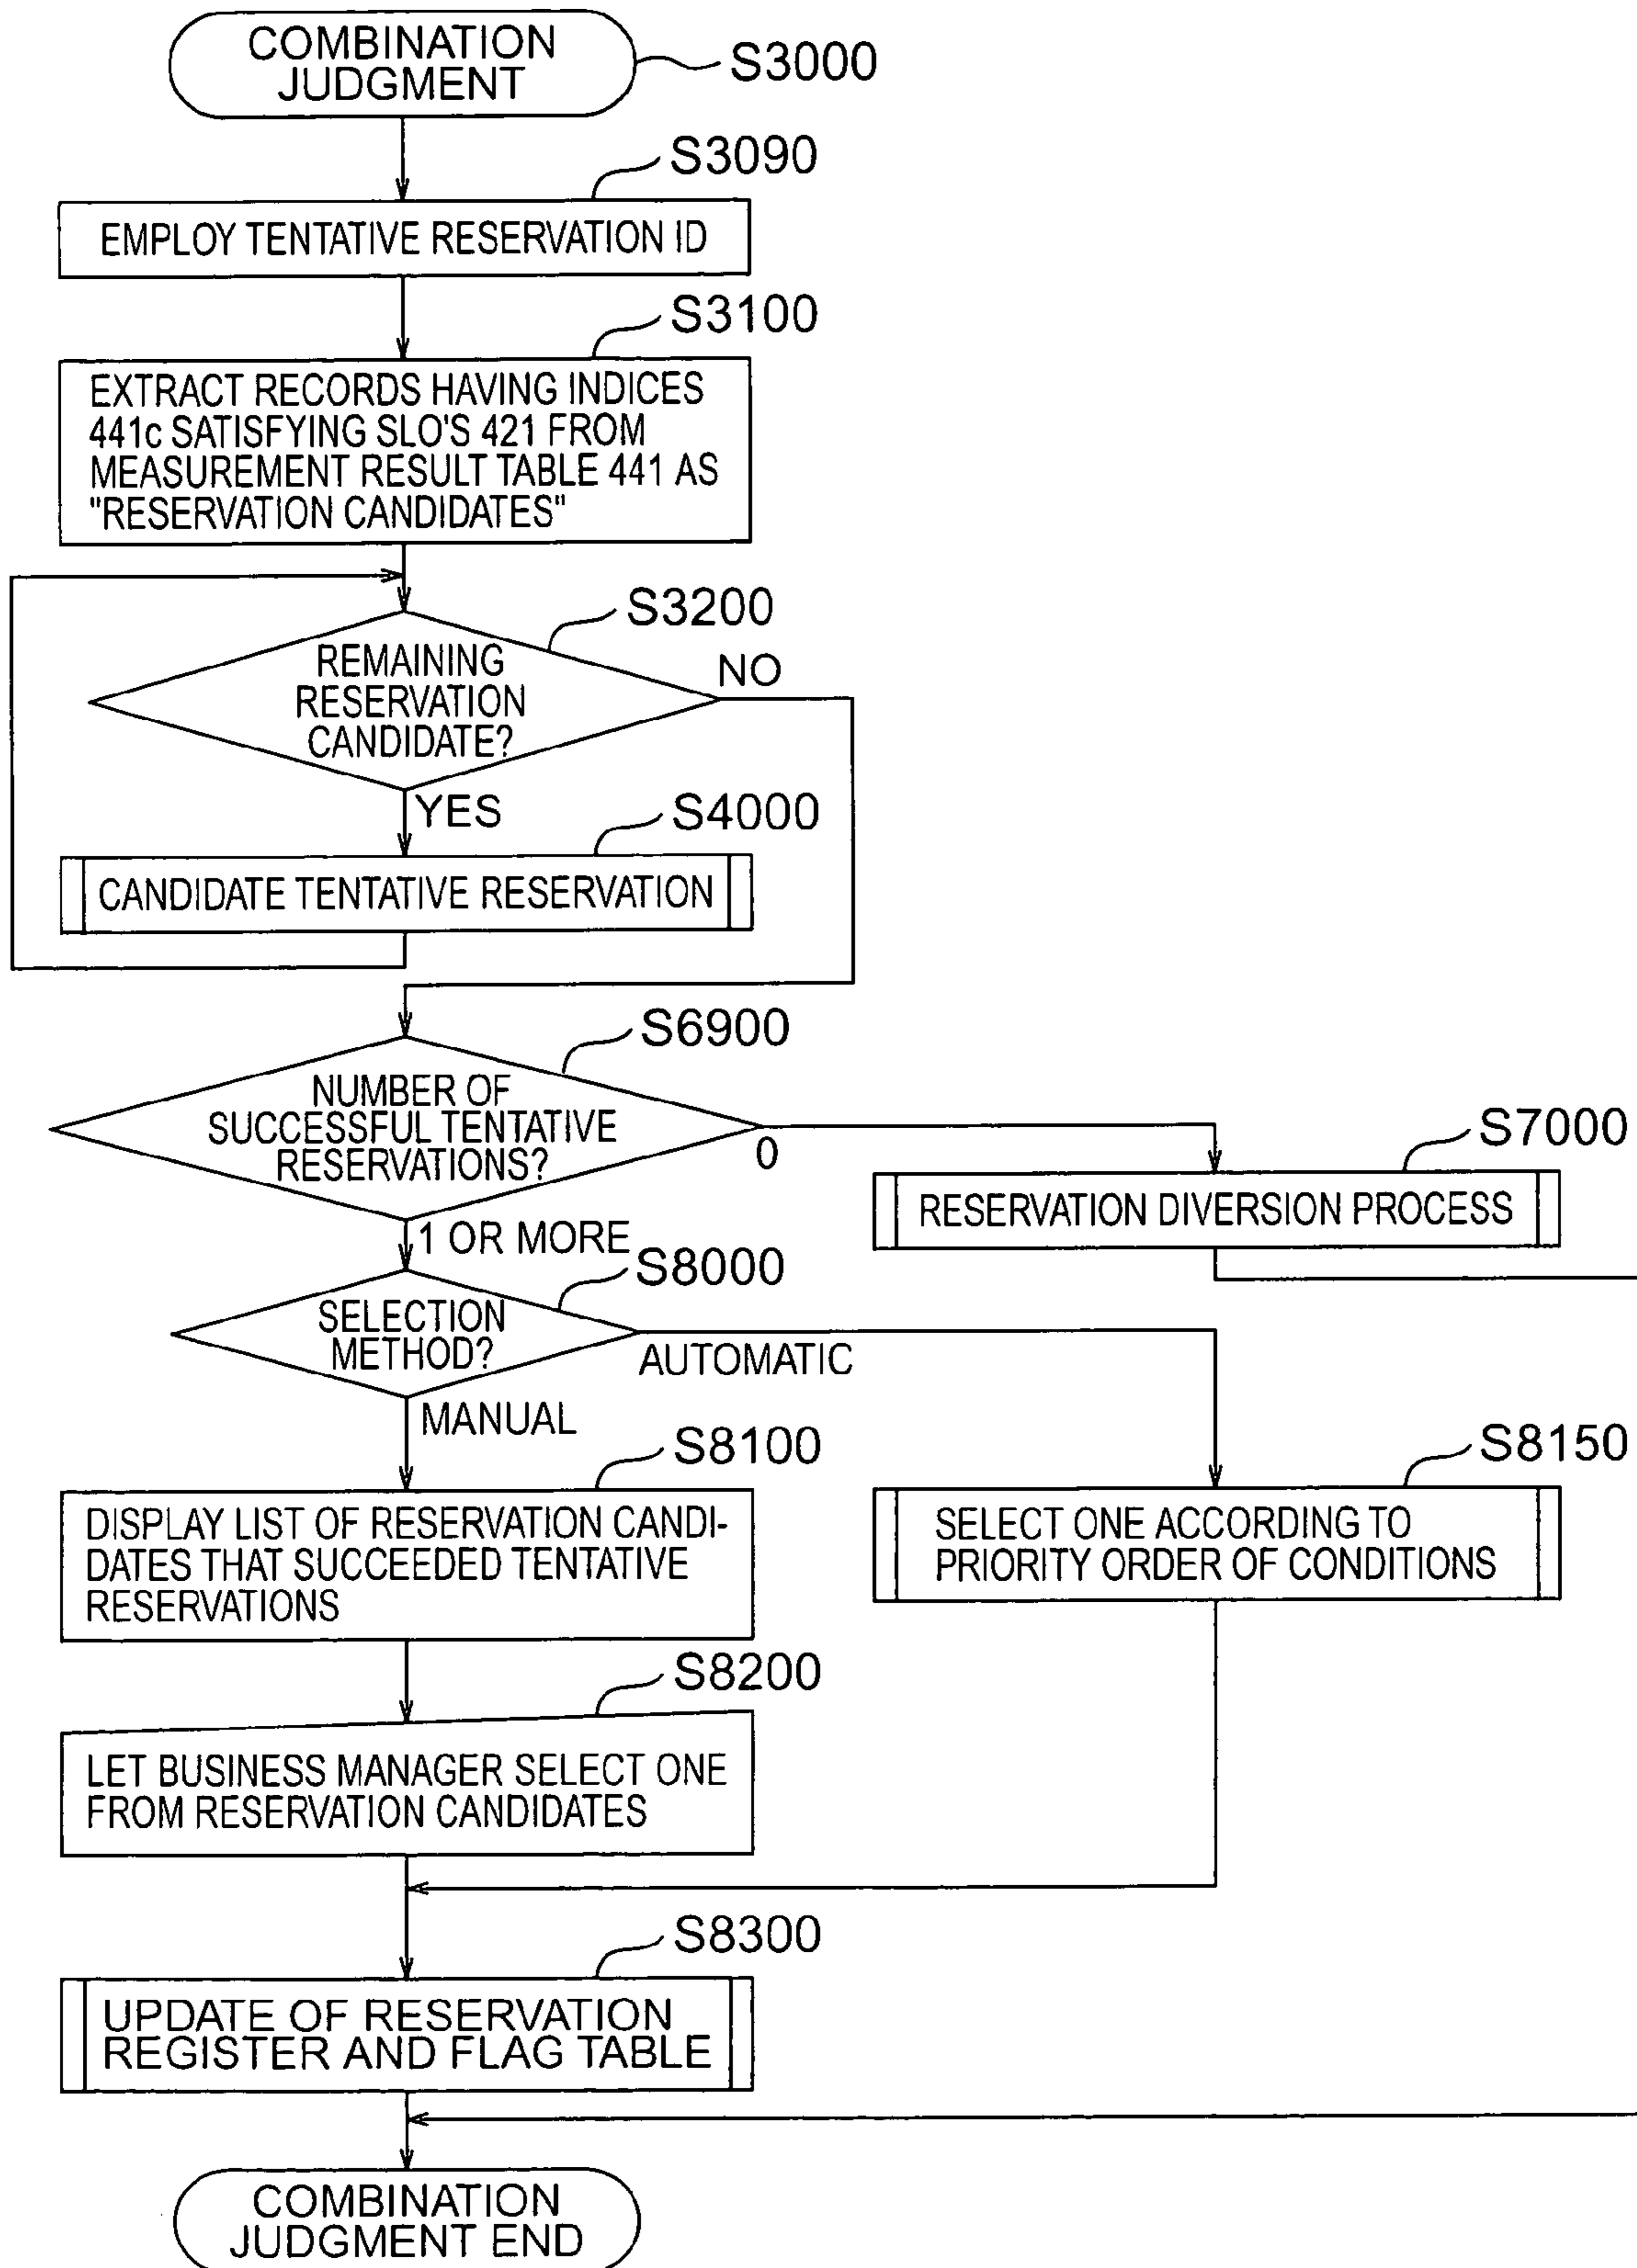 COMBINATION
JUDGMENT
S3000
S3090
EMPLOY TENTATIVE RESERVATION ID
S3100
EXTRACT RECORDS HAVING INDICES
441c SATISFYING SLO'S 421 FROM
MEASUREMENT RESULT TABLE 441 AS
"RESERVATION CANDIDATES"
S3200
REMAINING
RESERVATION
CANDIDATE?
NO
YES
S4000
CANDIDATE TENTATIVE RESERVATION
S6900
NUMBER OF
SUCCESSFUL TENTATIVE
RESERVATIONS?
0
S7000
RESERVATION DIVERSION PROCESS
1 OR MORE
S8000
SELECTION
METHOD?
AUTOMATIC
MANUAL
S8100
DISPLAY LIST OF RESERVATION CANDI-
DATES THAT SUCCEEDED TENTATIVE
RESERVATIONS
S8150
SELECT ONE ACCORDING TO
PRIORITY ORDER OF CONDITIONS
S8200
LET BUSINESS MANAGER SELECT ONE
FROM RESERVATION CANDIDATES
S8300
UPDATE OF RESERVATION
REGISTER AND FLAG TABLE
COMBINATION
JUDGMENT END